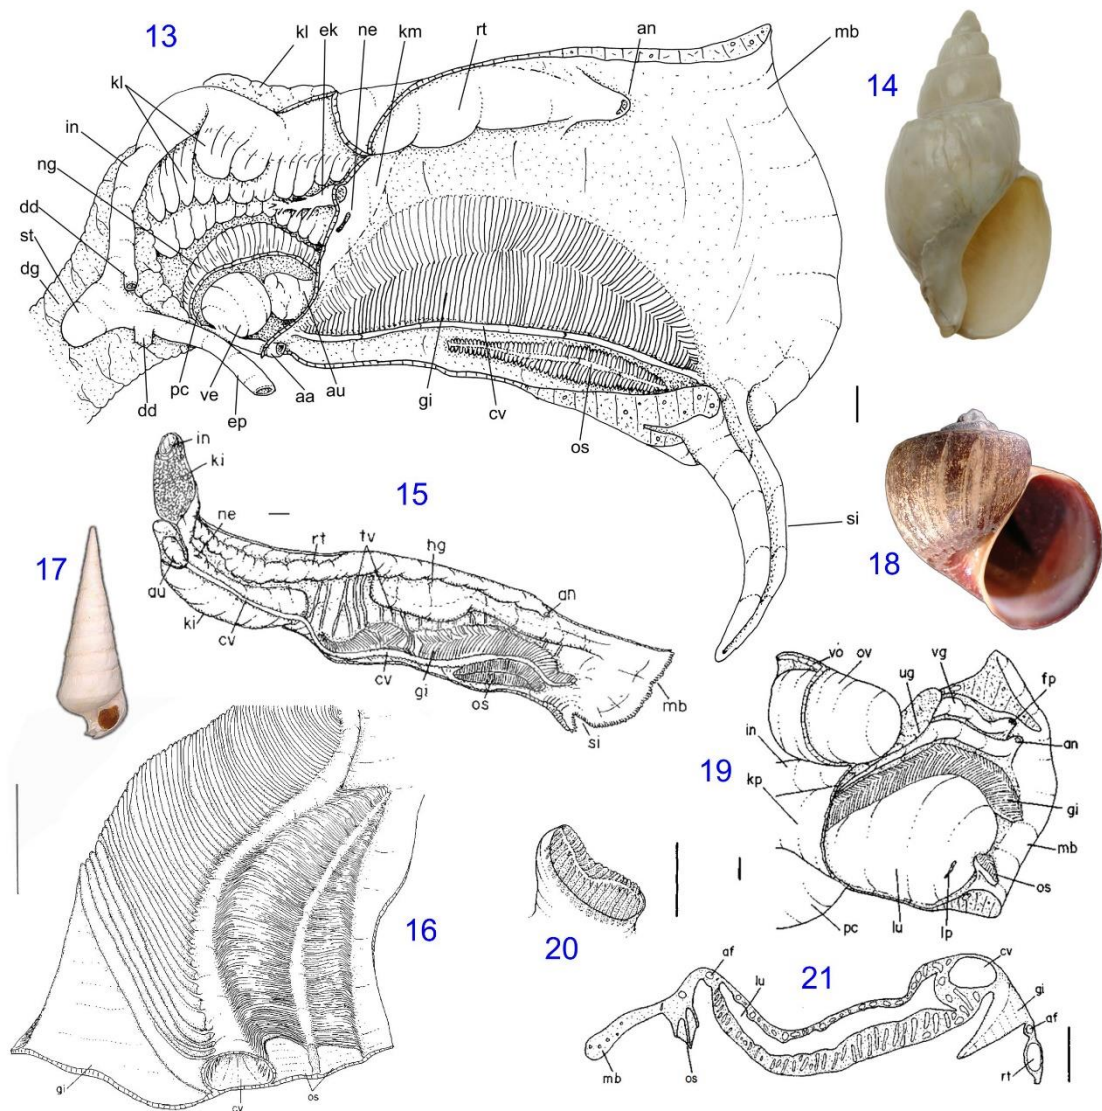 13
kl
kl
ek
ne
km
rt
an
mb
in
ng
dd
st
dg
dd
pc
ve
ep
aa
au
gi
cv
os
si
14
15
in
ki
ne
rt
tv
hg
an
au
ki
cv
cv
gi
os
si
mb
17
18
16
gi
cv
os
19
vo
ov
ug
vg
fp
in
kp
an
gi
mb
os
pc
lu
lp
20
21
af
lu
cv
gi
af
mb
os
rt